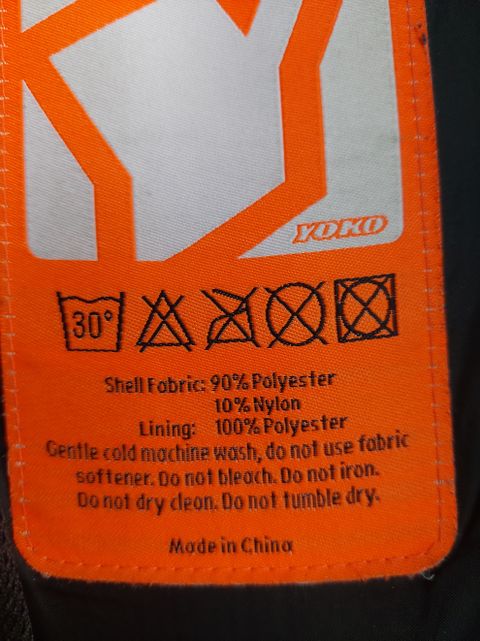 YOKO
30°
Shell Fabric: 90% Polyester
10% Nylon
Lining: 100% Polyester
Gentle cold machine wash, do not use fabric
softener. Do not bleach. Do not iron.
Do not dry clean. Do not tumble dry.
Made in China